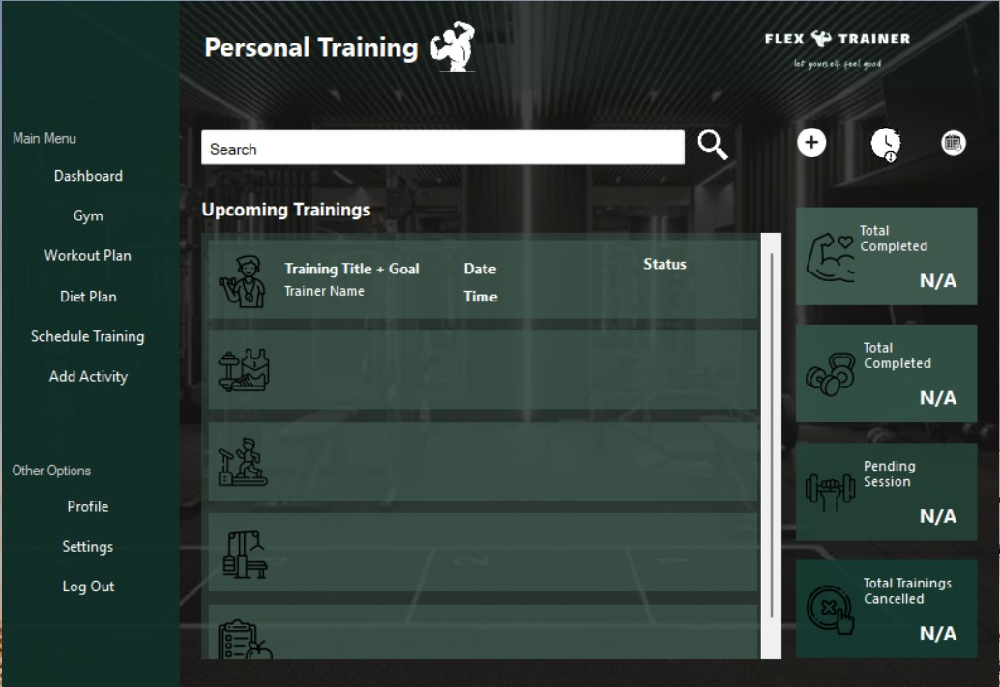 Personal Training
FLEX TRAINER
let yourself feel good
Main Menu
Dashboard
Gym
Workout Plan
Diet Plan
Schedule Training
Add Activity
Other Options
Profile
Settings
Log Out
Search
Upcoming Trainings
Training Title + Goal
Trainer Name
Date
Time
Status
Total
Completed
N/A
Total
Completed
N/A
Pending
Session
N/A
Total Trainings
Cancelled
N/A